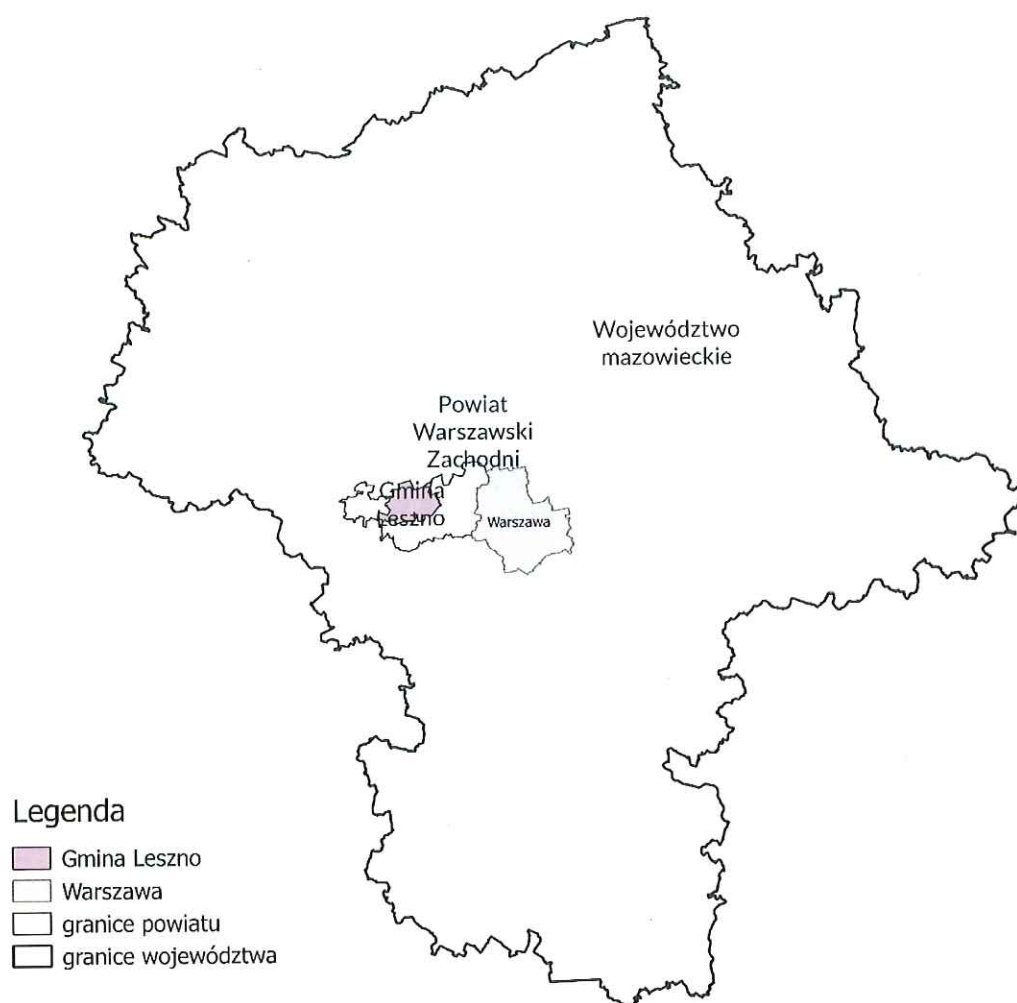 Województwo
mazowieckie
Powiat
Warszawski
Zachodni
Gmina
Leszno
Warszawa
Legenda
Gmina Leszno
Warszawa
granice powiatu
granice województwa